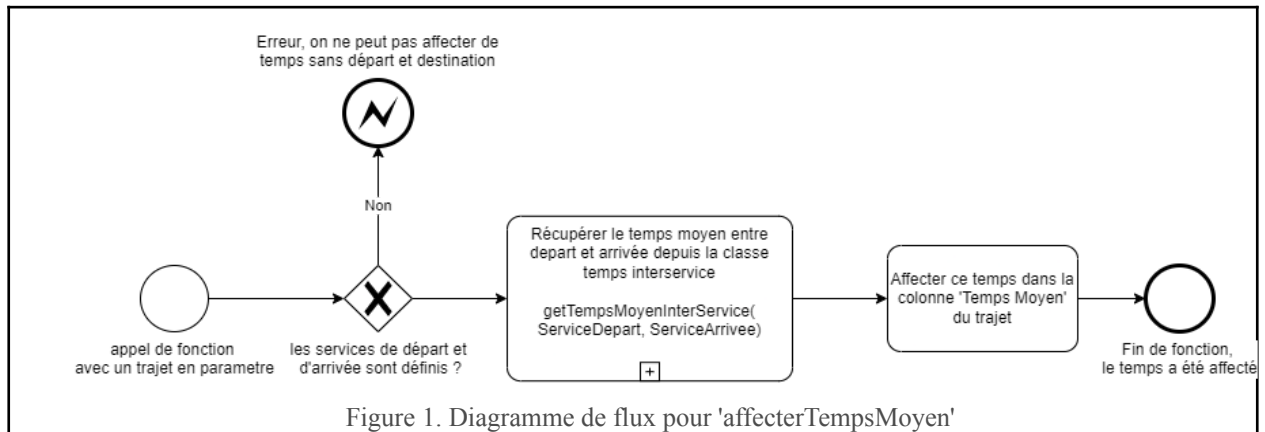 Erreur, on ne peut pas affecter de
temps sans départ et destination
Non
appel de fonction
avec un trajet en parametre
les services de départ et
d'arrivée sont définis ?
Récupérer le temps moyen entre
depart et arrivée depuis la classe
temps interservice
getTempsMoyenInterService(
ServiceDepart, ServiceArrivee)
Affecter ce temps dans la
colonne 'Temps Moyen'
du trajet
Fin de fonction,
le temps a été affecté
Figure 1. Diagramme de flux pour 'affecterTempsMoyen'